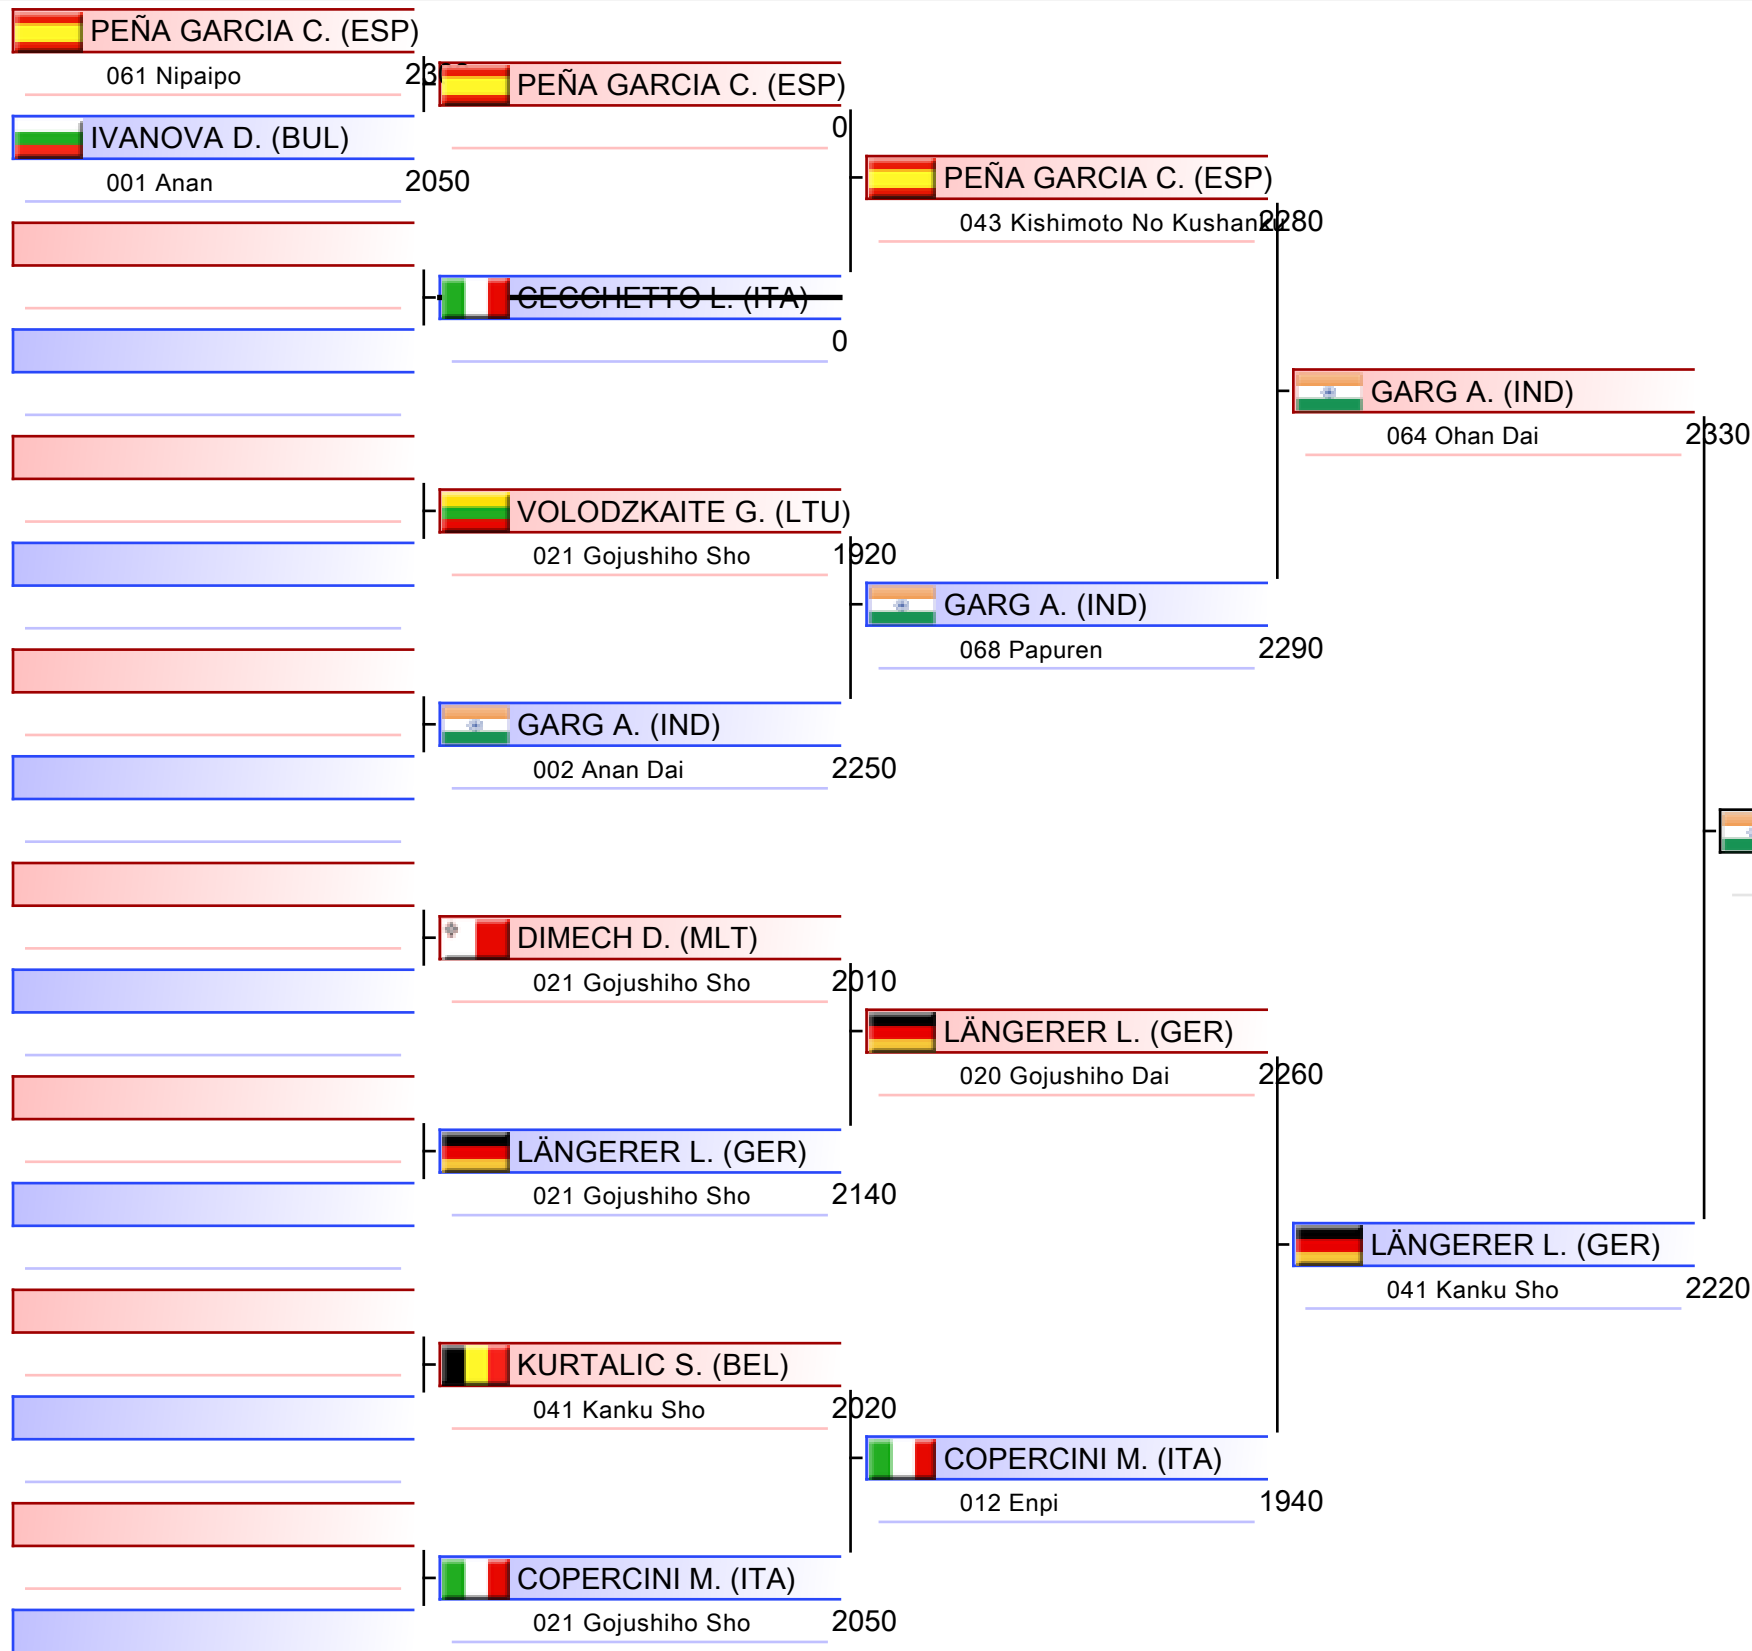 PEÑA GARCIA C. (ESP)
061 Nipaipo
IVANOVA D. (BUL)
001 Anan 2050
PEÑA GARCIA C. (ESP)
0
CECCHETTO L. (ITA)
0
VOLODZKAITE G. (LTU)
021 Gojushiho Sho 1920
GARG A. (IND)
002 Anan Dai 2250
DIMECH D. (MLT)
021 Gojushiho Sho 2010
LÄNGERER L. (GER)
021 Gojushiho Sho 2140
KURTALIC S. (BEL)
041 Kanku Sho 2020
COPERCINI M. (ITA)
021 Gojushiho Sho 2050
PEÑA GARCIA C. (ESP)
043 Kishimoto No Kushanku 2280
GARG A. (IND)
068 Papuren 2290
LÄNGERER L. (GER)
020 Gojushiho Dai 2260
COPERCINI M. (ITA)
012 Enpi 1940
GARG A. (IND)
064 Ohan Dai 2330
LÄNGERER L. (GER)
041 Kanku Sho 2220